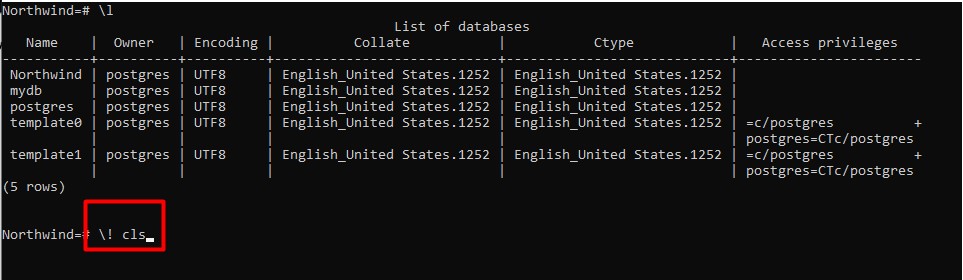 Northwind=# \l
                                                 List of databases
   Name    |  Owner   | Encoding |          Collate           |           Ctype            |   Access privileges
-----------+----------+----------+----------------------------+----------------------------+-----------------------
 Northwind | postgres | UTF8     | English_United States.1252 | English_United States.1252 |
 mydb      | postgres | UTF8     | English_United States.1252 | English_United States.1252 |
 postgres  | postgres | UTF8     | English_United States.1252 | English_United States.1252 |
 template0 | postgres | UTF8     | English_United States.1252 | English_United States.1252 | =c/postgres          +
           |          |          |                            |                            | postgres=CTc/postgres
 template1 | postgres | UTF8     | English_United States.1252 | English_United States.1252 | =c/postgres          +
           |          |          |                            |                            | postgres=CTc/postgres
(5 rows)
Northwind=# \! cls